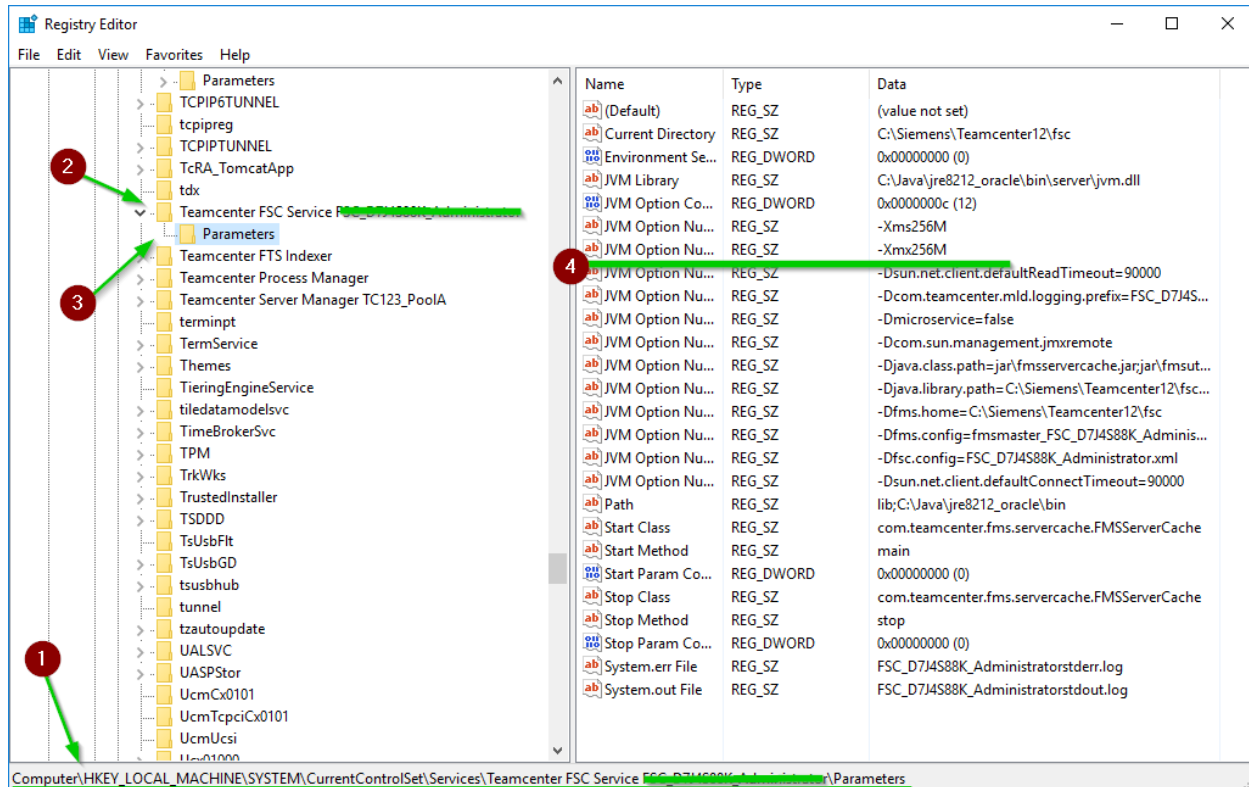 Registry Editor
File Edit View Favorites Help
Parameters
TCPIP6TUNNEL
tcpipreg
TCPIPTUNNEL
TcRA_TomcatApp
tdx
Teamcenter FSC Service
Parameters
Teamcenter FTS Indexer
Teamcenter Process Manager
Teamcenter Server Manager TC123_PoolA
terminpt
TermService
Themes
TieringEngineService
tiledatamodelsvc
TimeBrokerSvc
TPM
TrkWks
TrustedInstaller
TSDDD
TsUsbFlt
TsUsbGD
tsusbhub
tunnel
tzautoupdate
UALSVC
UASPStor
UcmCx0101
UcmTcpciCx0101
UcmUcsi
Ucx01000
2
3
1
4
Name Type Data
(Default) REG_SZ (value not set)
Current Directory REG_SZ C:\Siemens\Teamcenter12\fsc
Environment Se... REG_DWORD 0x00000000 (0)
JVM Library REG_SZ C:\Java\jre8212_oracle\bin\server\jvm.dll
JVM Option Co... REG_DWORD 0x0000000c (12)
JVM Option Nu... REG_SZ -Xms256M
JVM Option Nu... REG_SZ -Xmx256M
JVM Option Nu... REG_SZ -Dsun.net.client.defaultReadTimeout=90000
JVM Option Nu... REG_SZ -Dcom.teamcenter.mld.logging.prefix=FSC_D7J4S...
JVM Option Nu... REG_SZ -Dmicroservice=false
JVM Option Nu... REG_SZ -Dcom.sun.management.jmxremote
JVM Option Nu... REG_SZ -Djava.class.path=jar\fmsservercache.jar;jar\fmsut...
JVM Option Nu... REG_SZ -Djava.library.path=C:\Siemens\Teamcenter12\fsc...
JVM Option Nu... REG_SZ -Dfms.home=C:\Siemens\Teamcenter12\fsc
JVM Option Nu... REG_SZ -Dfms.config=fmsmaster_FSC_D7J4S88K_Adminis...
JVM Option Nu... REG_SZ -Dfsc.config=FSC_D7J4S88K_Administrator.xml
JVM Option Nu... REG_SZ -Dsun.net.client.defaultConnectTimeout=90000
Path REG_SZ lib;C:\Java\jre8212_oracle\bin
Start Class REG_SZ com.teamcenter.fms.servercache.FMSServerCache
Start Method REG_SZ main
Start Param Co... REG_DWORD 0x00000000 (0)
Stop Class REG_SZ com.teamcenter.fms.servercache.FMSServerCache
Stop Method REG_SZ stop
Stop Param Co... REG_DWORD 0x00000000 (0)
System.err File REG_SZ FSC_D7J4S88K_Administratorstderr.log
System.out File REG_SZ FSC_D7J4S88K_Administratorstdout.log
Computer\HKEY_LOCAL_MACHINE\SYSTEM\CurrentControlSet\Services\Teamcenter FSC Service \Parameters